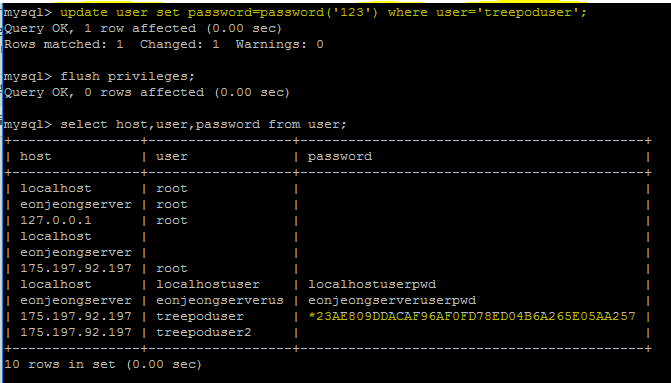 mysql> update user set password=password('123') where user='treepoduser';
Query OK, 1 row affected (0.00 sec)
Rows matched: 1  Changed: 1  Warnings: 0
mysql> flush privileges;
Query OK, 0 rows affected (0.00 sec)
mysql> select host,user,password from user;
+---------------+------------------+-------------------------------------------+
| host          | user             | password                                  |
+---------------+------------------+-------------------------------------------+
| localhost     | root             |                                           |
| eonjeongserver | root             |                                           |
| 127.0.0.1     | root             |                                           |
| localhost     |                  |                                           |
| eonjeongserver |                  |                                           |
| 175.197.92.197 | root             |                                           |
| localhost     | localhostuser    | localhostuserpwd                          |
| eonjeongserver | eonjeongserverus | eonjeongserveruserpwd                     |
| 175.197.92.197 | treepoduser      | *23AE809DDACAF96AF0FD78ED04B6A265E05AA257 |
| 175.197.92.197 | treepoduser2     |                                           |
+---------------+------------------+-------------------------------------------+
10 rows in set (0.00 sec)